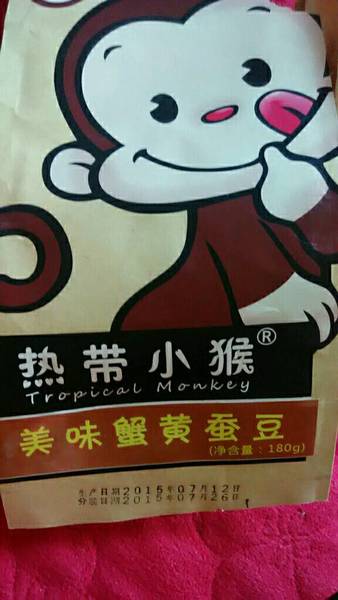 热带小猴®
Tropical Monkey
美味蟹黄蚕豆
(净含量：180g)
生产日期2015年07月12日
分装日期2015年07月26日